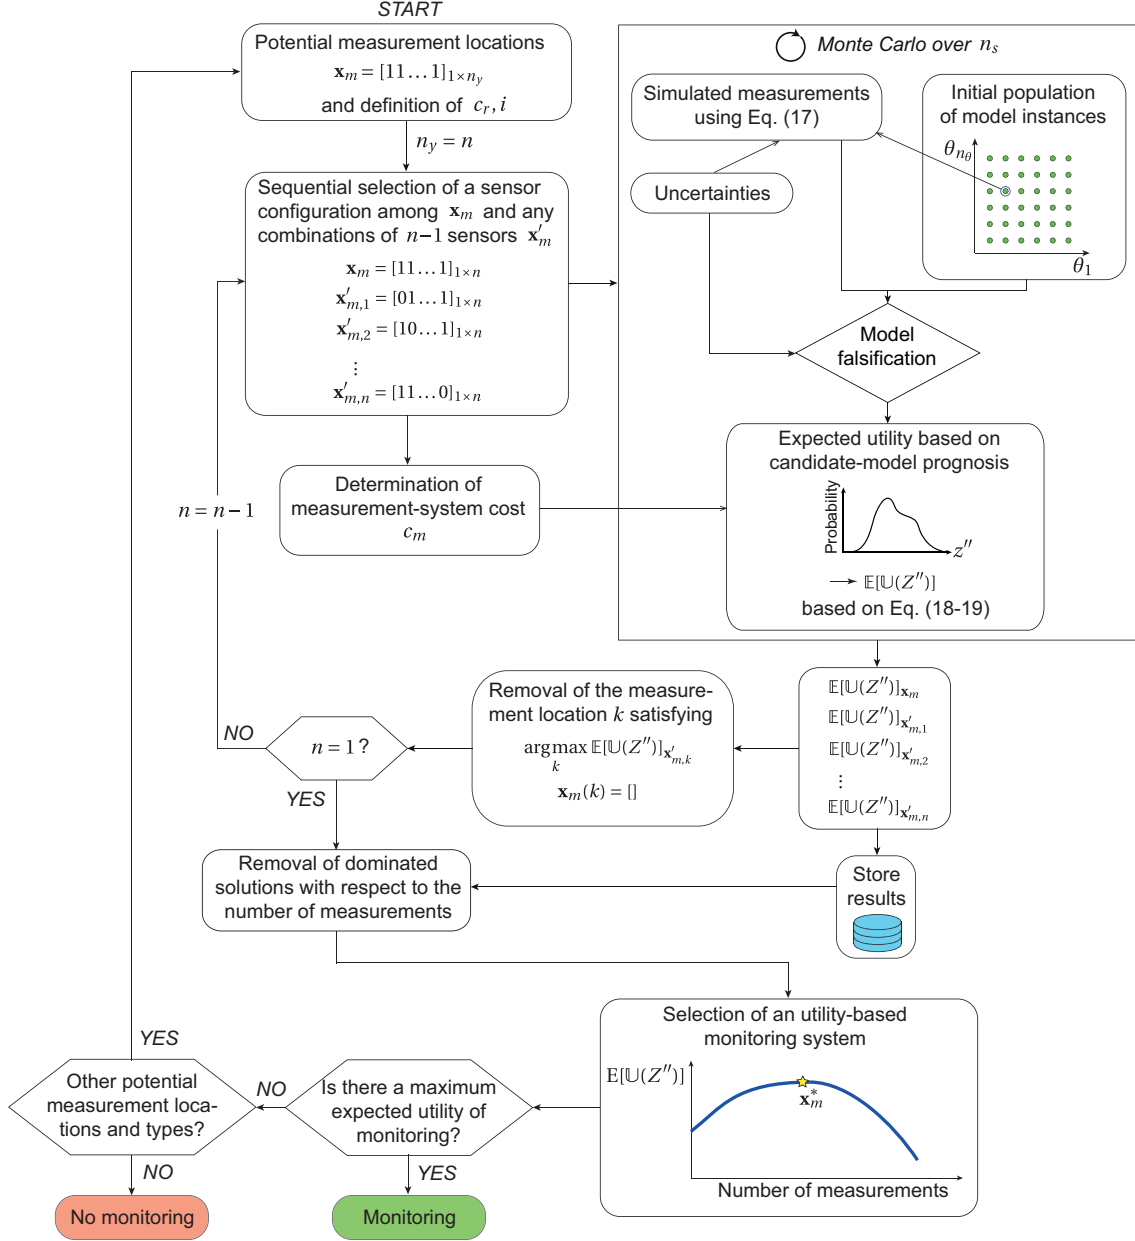 START
Potential measurement locations
𝐱_m = [11…1]_{1×n_y}
and definition of c_r, i
n_y = n
Sequential selection of a sensor
configuration among 𝐱_m and any
combinations of n−1 sensors 𝐱′_m
𝐱_m = [11…1]_{1×n}
𝐱′_{m,1} = [01…1]_{1×n}
𝐱′_{m,2} = [10…1]_{1×n}
⋮
𝐱′_{m,n} = [11…0]_{1×n}
Determination of
measurement-system cost
c_m
n = n−1
Monte Carlo over n_s
Simulated measurements
using Eq. (17)
Initial population
of model instances
θ_{n_θ}
θ_1
Uncertainties
Model
falsification
Expected utility based on
candidate-model prognosis
Probability
z″
𝔼[𝕌(Z″)]
based on Eq. (18-19)
𝔼[𝕌(Z″)]_{𝐱_m}
𝔼[𝕌(Z″)]_{𝐱′_{m,1}}
𝔼[𝕌(Z″)]_{𝐱′_{m,2}}
⋮
𝔼[𝕌(Z″)]_{𝐱′_{m,n}}
Removal of the measure-
ment location k satisfying
argmax 𝔼[𝕌(Z″)]_{𝐱′_{m,k}}
k
𝐱_m(k) = []
n = 1 ?
NO
YES
Removal of dominated
solutions with respect to the
number of measurements
Store
results
Selection of an utility-based
monitoring system
E[𝕌(Z″)]
𝐱*_m
Number of measurements
Is there a maximum
expected utility of
monitoring?
NO
YES
Monitoring
Other potential
measurement loca-
tions and types?
YES
NO
No monitoring